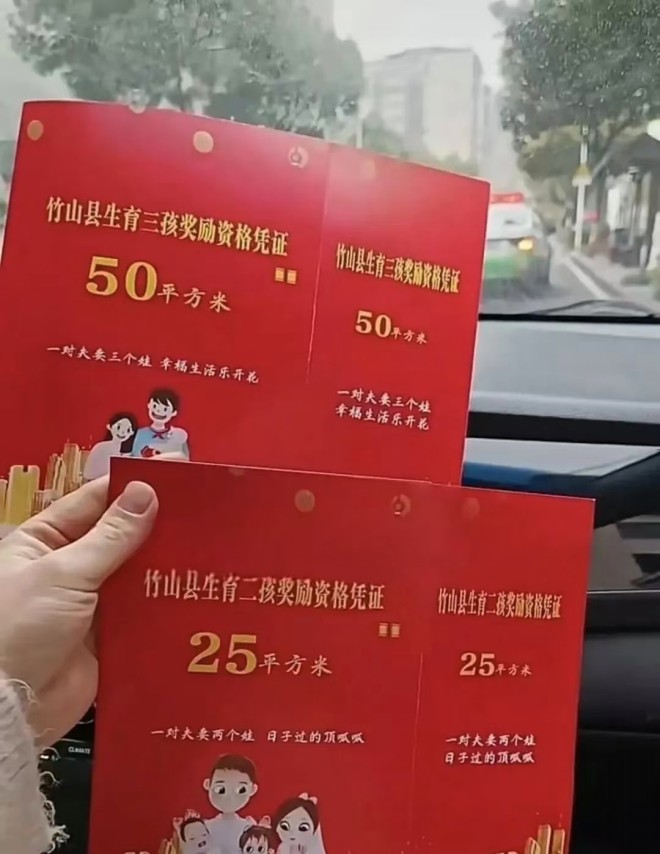 竹山县生育三孩奖励资格凭证
50平方米
一对夫妻三个娃 幸福生活乐开花
竹山县生育三孩奖励资格凭证
50平方米
一对夫妻三个娃
幸福生活乐开花
竹山县生育二孩奖励资格凭证
25平方米
一对夫妻两个娃 日子过的顶呱呱
竹山县生育二孩奖励资格凭证
25平方米
一对夫妻两个娃
日子过的顶呱呱
CLIMATE